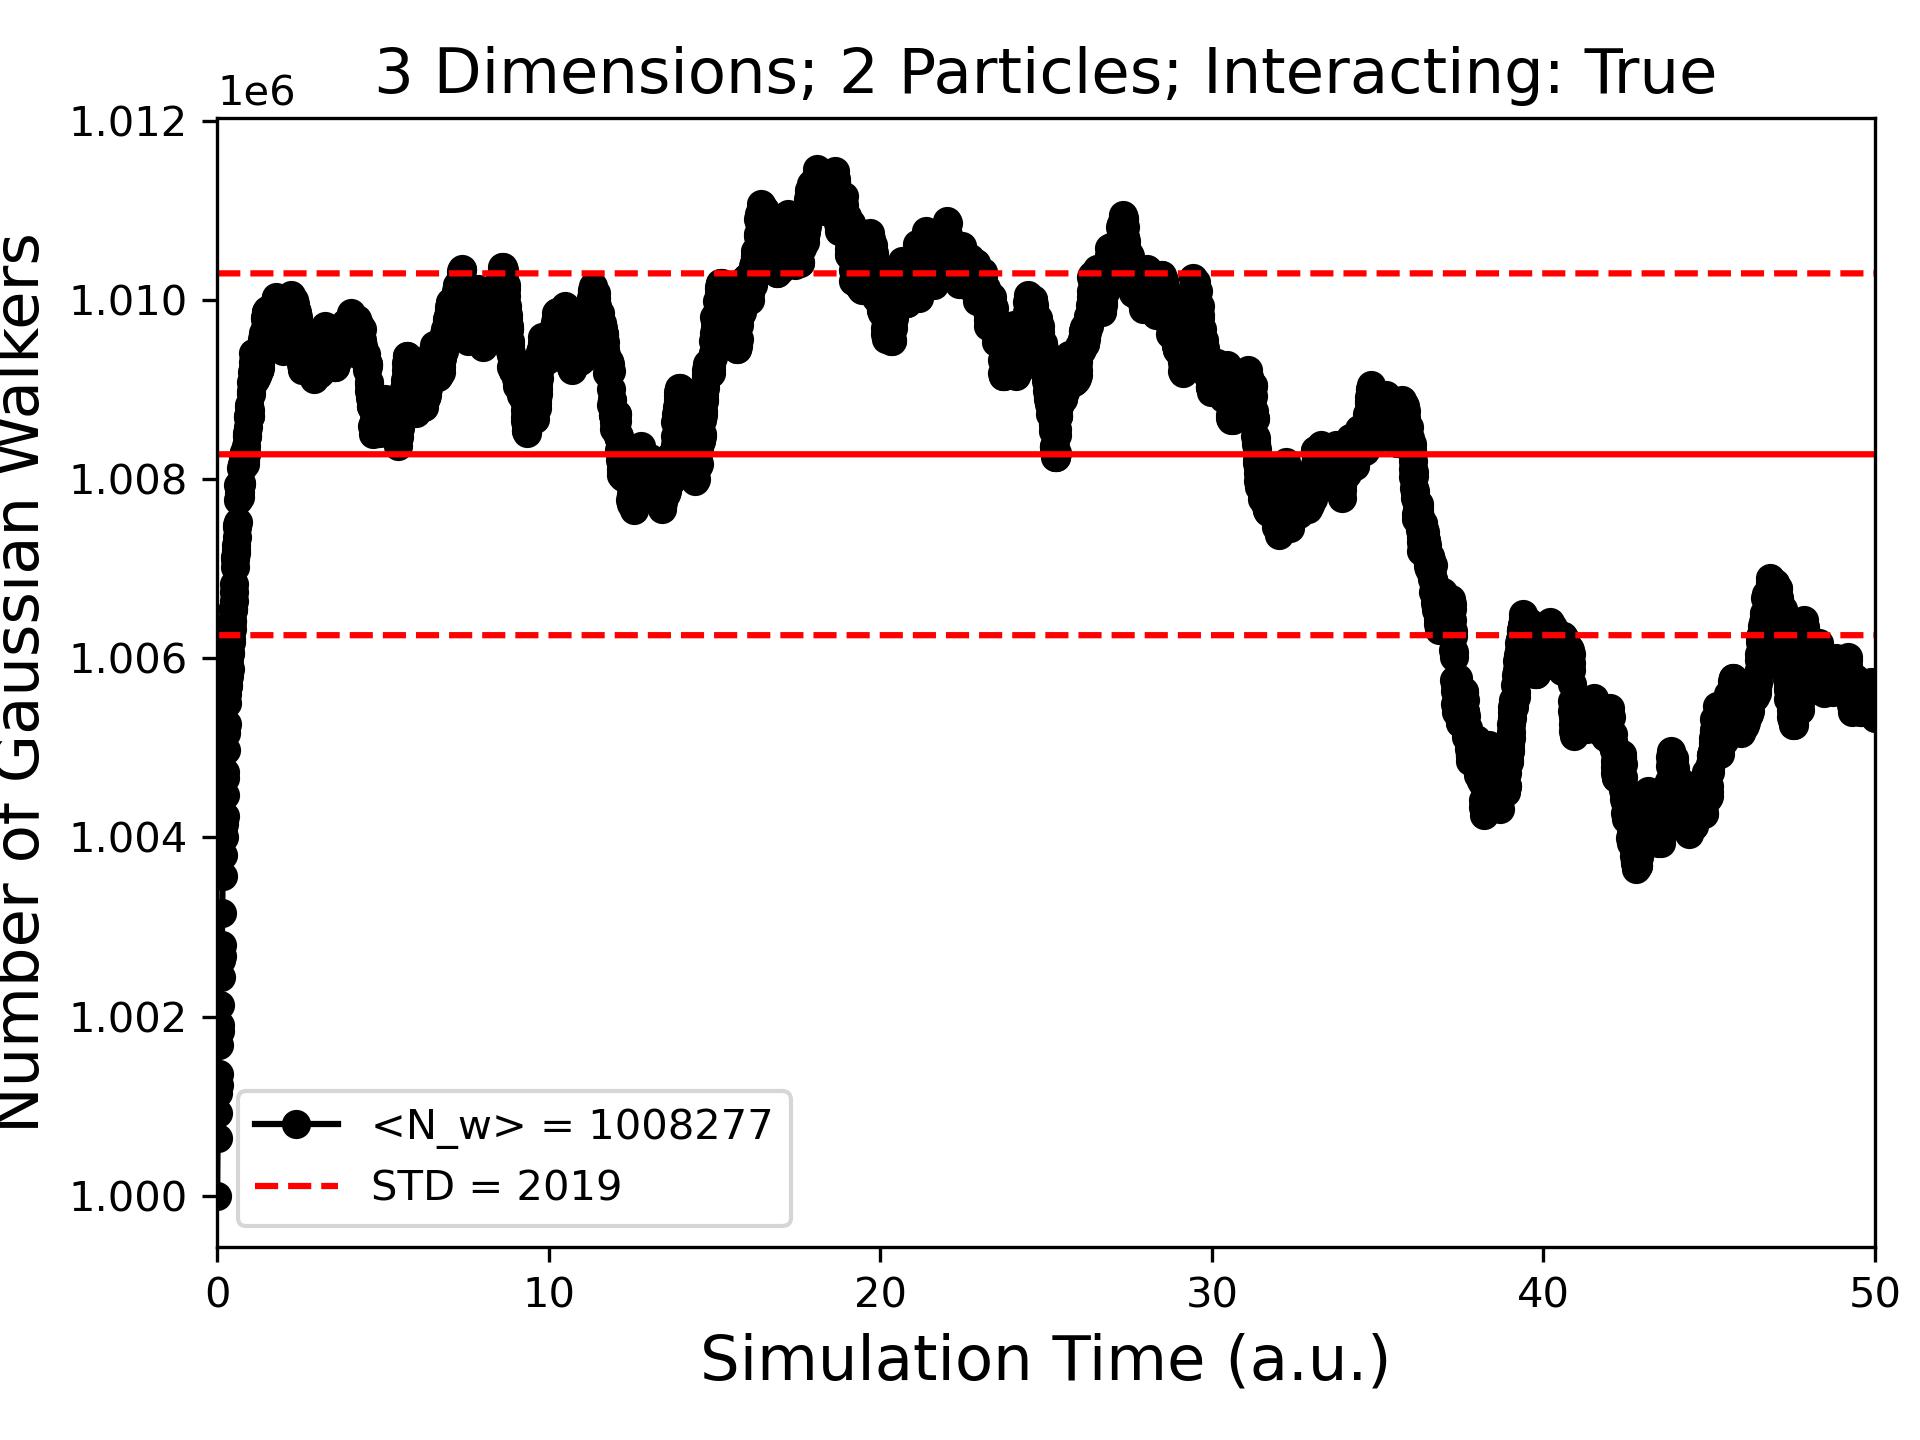 3 Dimensions; 2 Particles; Interacting: True
1e6
1.012
1.010
1.008
1.006
1.004
1.002
1.000
Number of Gaussian Walkers
<N_w> = 1008277
STD = 2019
0 10 20 30 40 50
Simulation Time (a.u.)